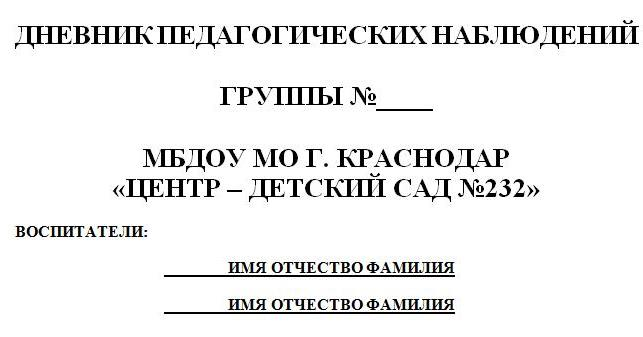 ДНЕВНИК ПЕДАГОГИЧЕСКИХ НАБЛЮДЕНИЙ
ГРУППЫ №____
МБДОУ МО Г. КРАСНОДАР
«ЦЕНТР – ДЕТСКИЙ САД №232»
ВОСПИТАТЕЛИ:
________ИМЯ ОТЧЕСТВО ФАМИЛИЯ
________ИМЯ ОТЧЕСТВО ФАМИЛИЯ